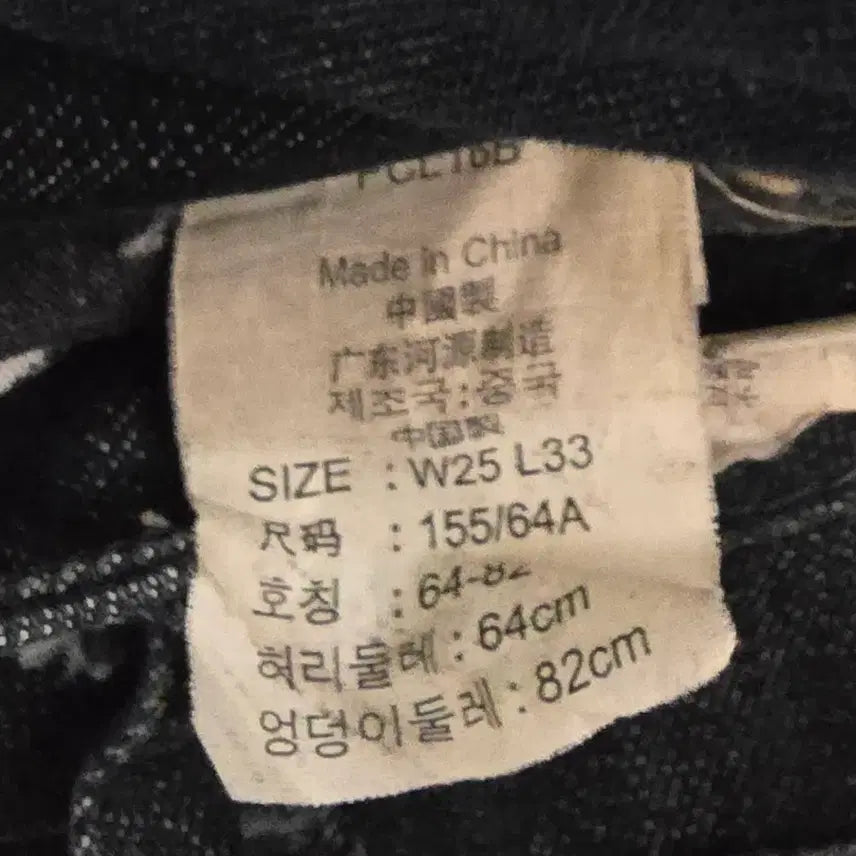 Made in China
中國製
广东河源制造
제조국:중국
中国製
SIZE : W25 L33
尺码 : 155/64A
호칭 : 64-82
허리둘레 : 64cm
엉덩이둘레 : 82cm